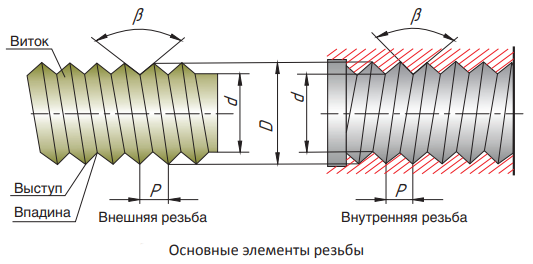 β
β
Виток
d
D
d
Выступ
P
P
Впадина
Внешняя резьба
Внутренняя резьба
Основные элементы резьбы